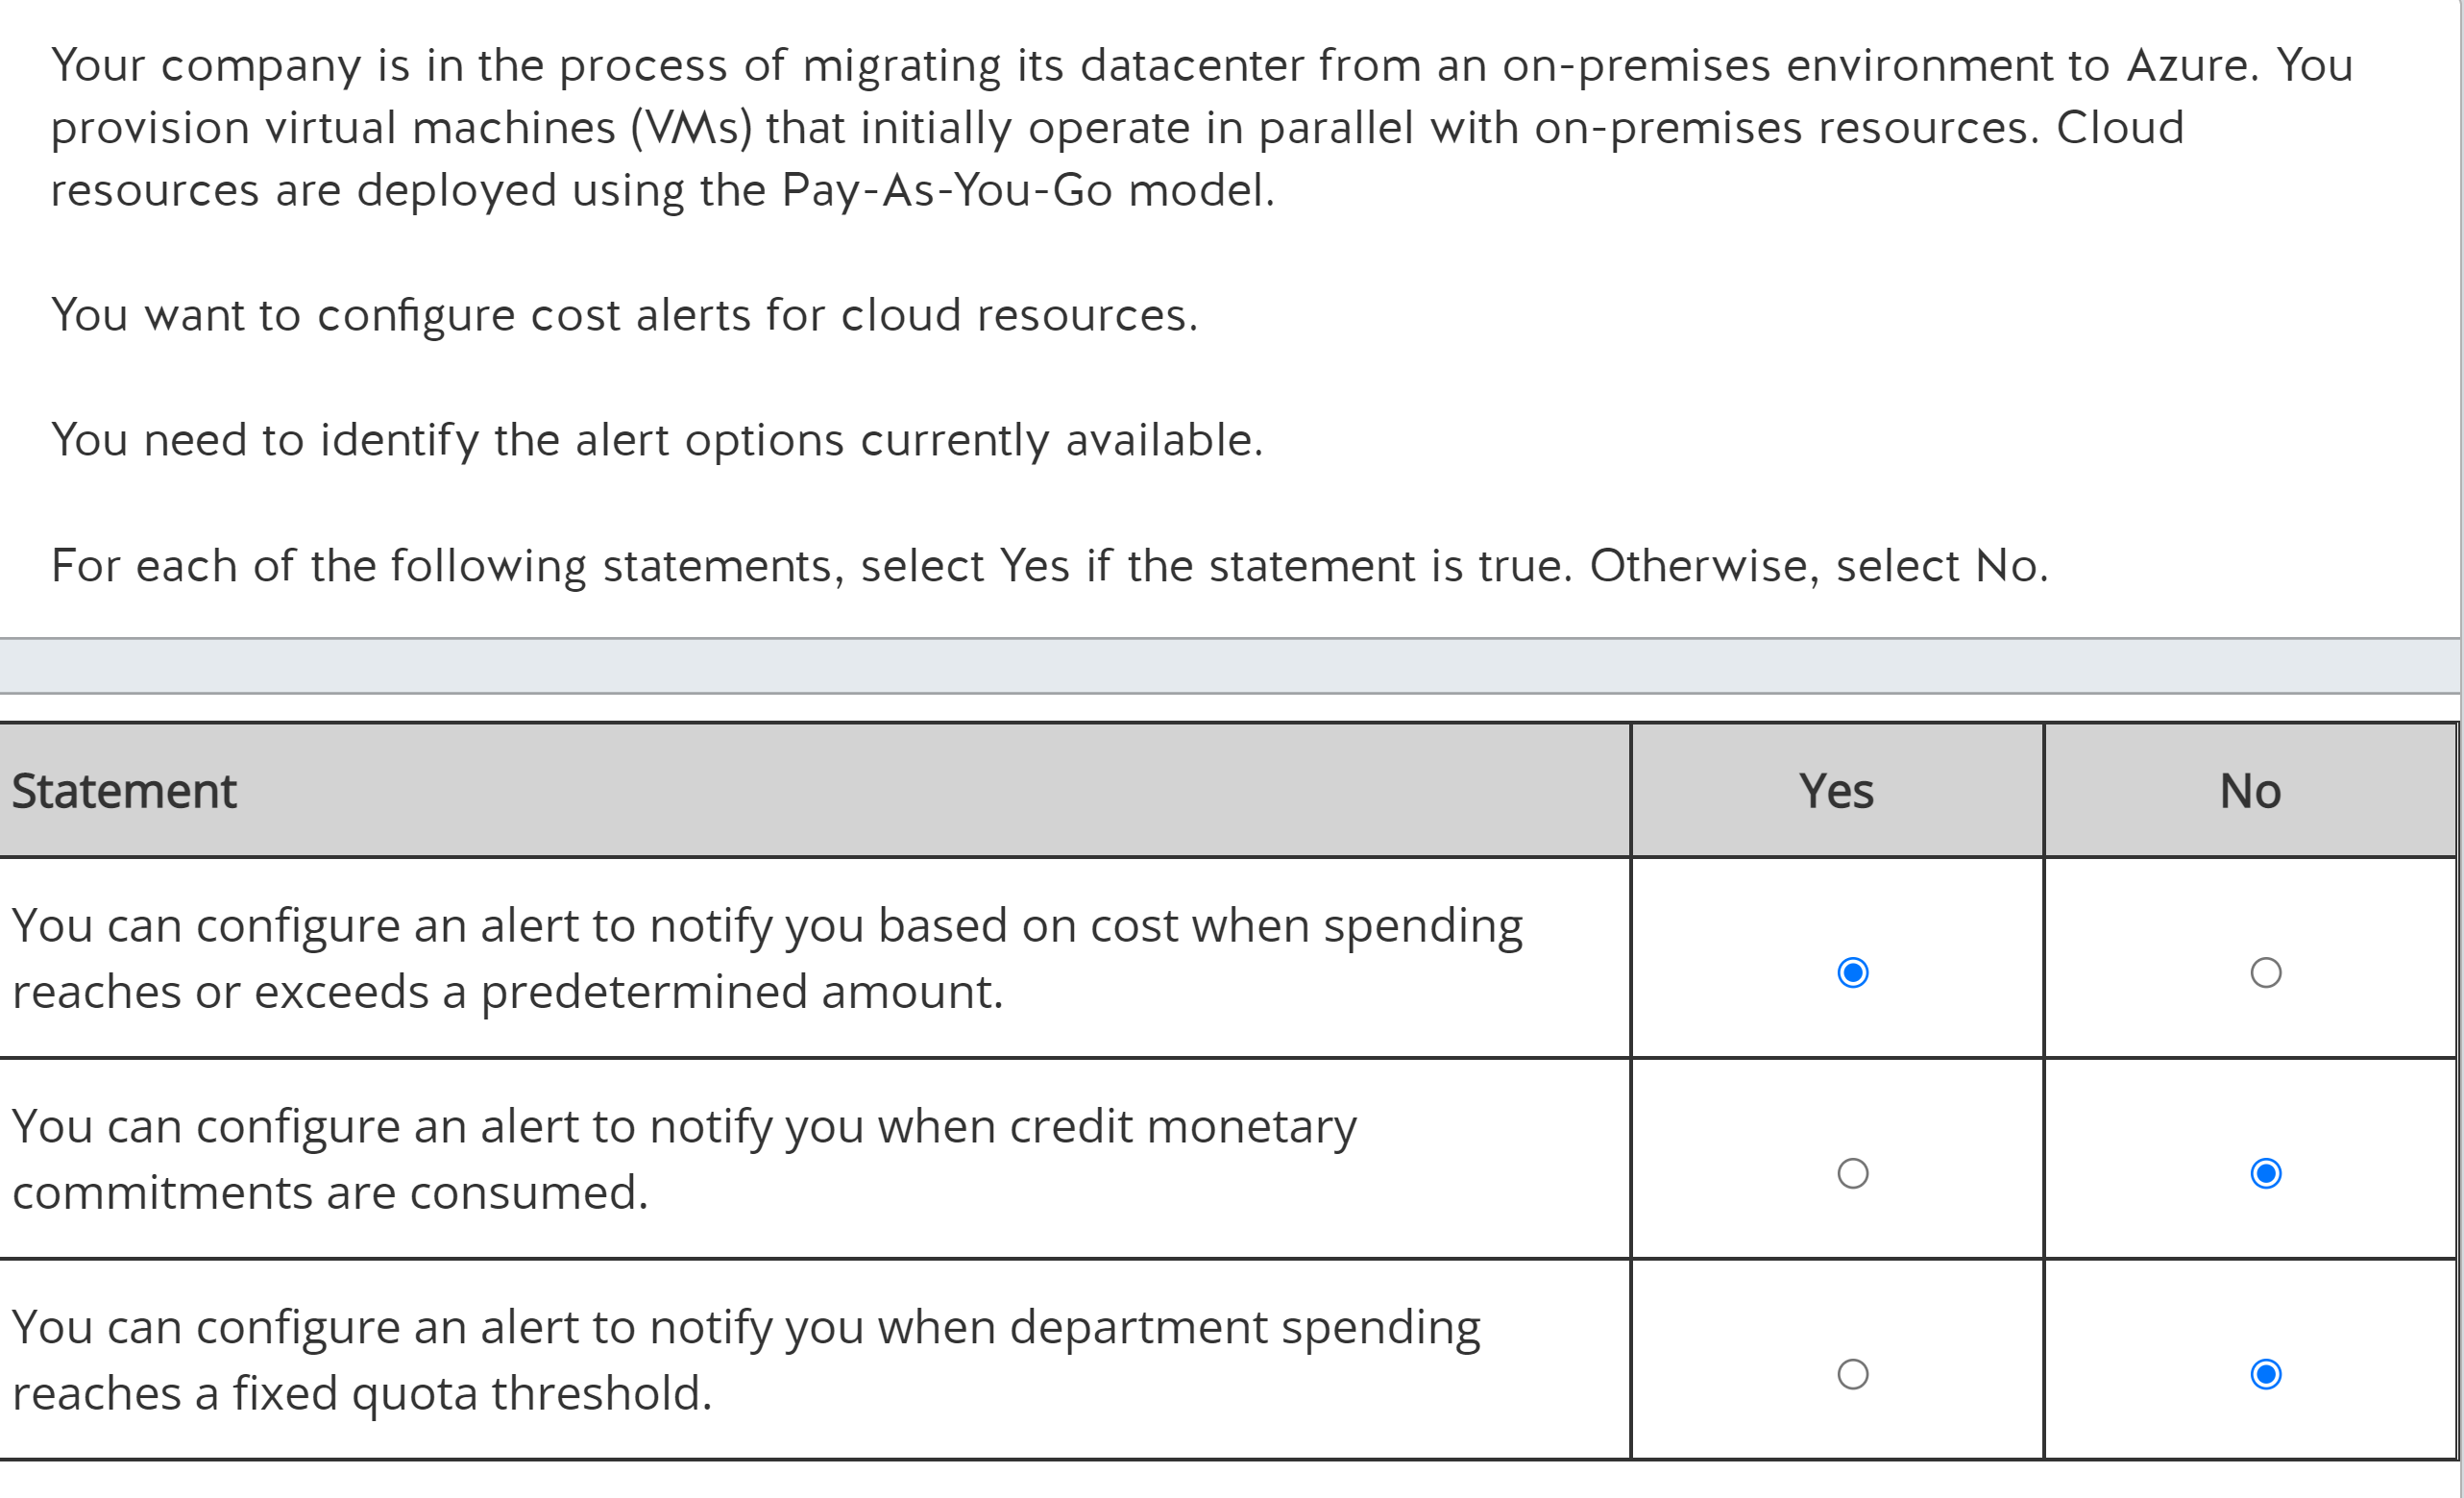 Your company is in the process of migrating its datacenter from an on-premises environment to Azure. You
provision virtual machines (VMs) that initially operate in parallel with on-premises resources. Cloud
resources are deployed using the Pay-As-You-Go model.
You want to configure cost alerts for cloud resources.
You need to identify the alert options currently available.
For each of the following statements, select Yes if the statement is true. Otherwise, select No.
Statement Yes No
You can configure an alert to notify you based on cost when spending
reaches or exceeds a predetermined amount.
You can configure an alert to notify you when credit monetary
commitments are consumed.
You can configure an alert to notify you when department spending
reaches a fixed quota threshold.